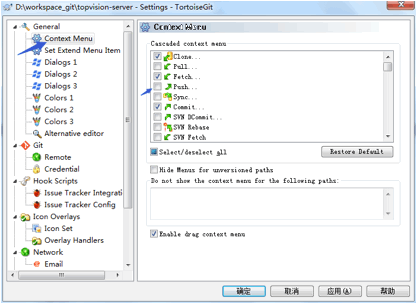 D:\workspace_git\topvision-server - Settings - TortoiseGit
General
Context Menu
Set Extend Menu Item
Dialogs 1
Dialogs 2
Dialogs 3
Colors 1
Colors 2
Colors 3
Alternative editor
Git
Remote
Credential
Hook Scripts
Issue Tracker Integration
Issue Tracker Config
Icon Overlays
Icon Set
Overlay Handlers
Network
Email
Context Menu
Cascaded context menu
Clone...
Pull...
Fetch...
Push...
Sync...
Commit...
SVN DCommit...
SVN Rebase
SVN Fetch
Select/deselect all
Restore Default
Hide Menus for unversioned paths
Do not show the context menu for the following paths:
Enable drag context menu
确定
取消
应用(A)
帮助